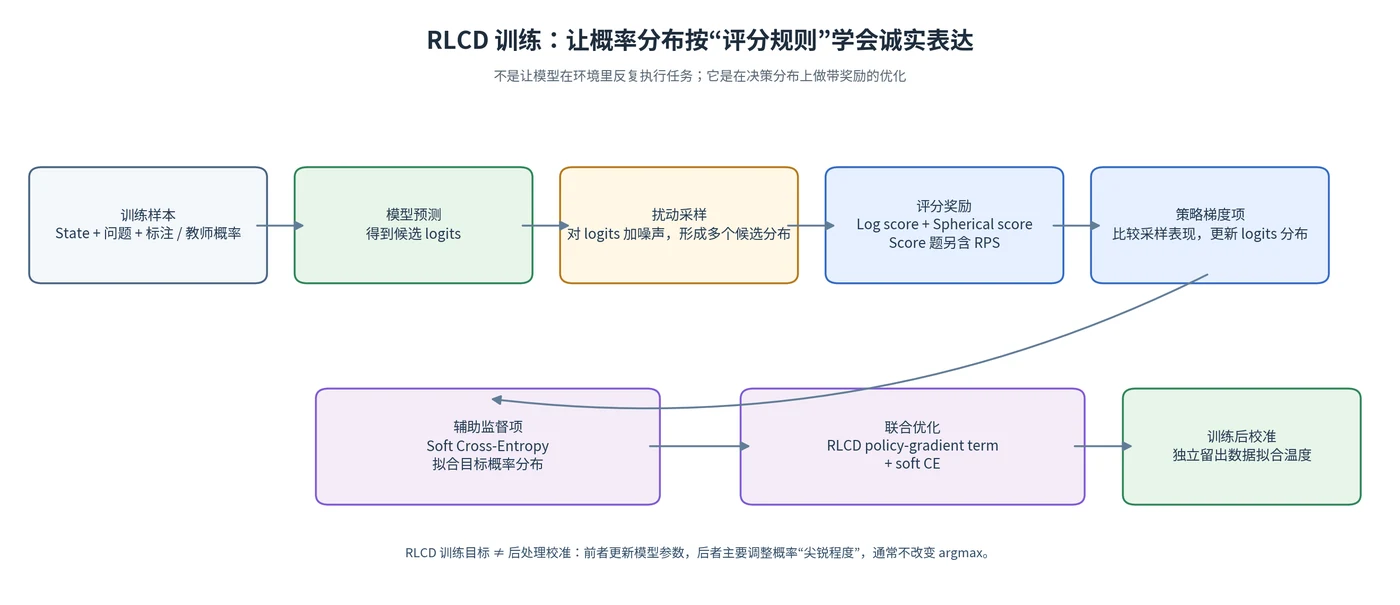 RLCD 训练：让概率分布按“评分规则”学会诚实表达
不是让模型在环境里反复执行任务；它是在决策分布上做带奖励的优化
训练样本
State + 问题 + 标注 / 教师概率
模型预测
得到候选 logits
扰动采样
对 logits 加噪声，形成多个候选分布
评分奖励
Log score + Spherical score
Score 题另含 RPS
策略梯度项
比较采样表现，更新 logits 分布
辅助监督项
Soft Cross-Entropy
拟合目标概率分布
联合优化
RLCD policy-gradient term
+ soft CE
训练后校准
独立留出数据拟合温度
RLCD 训练目标 ≠ 后处理校准：前者更新模型参数，后者主要调整概率“尖锐程度”，通常不改变 argmax。